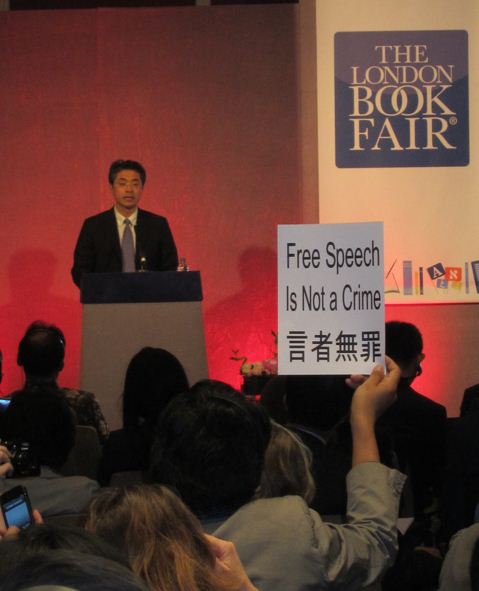 THE
LONDON
BOOK
FAIR®
Free Speech
Is Not a Crime
言者無罪
A